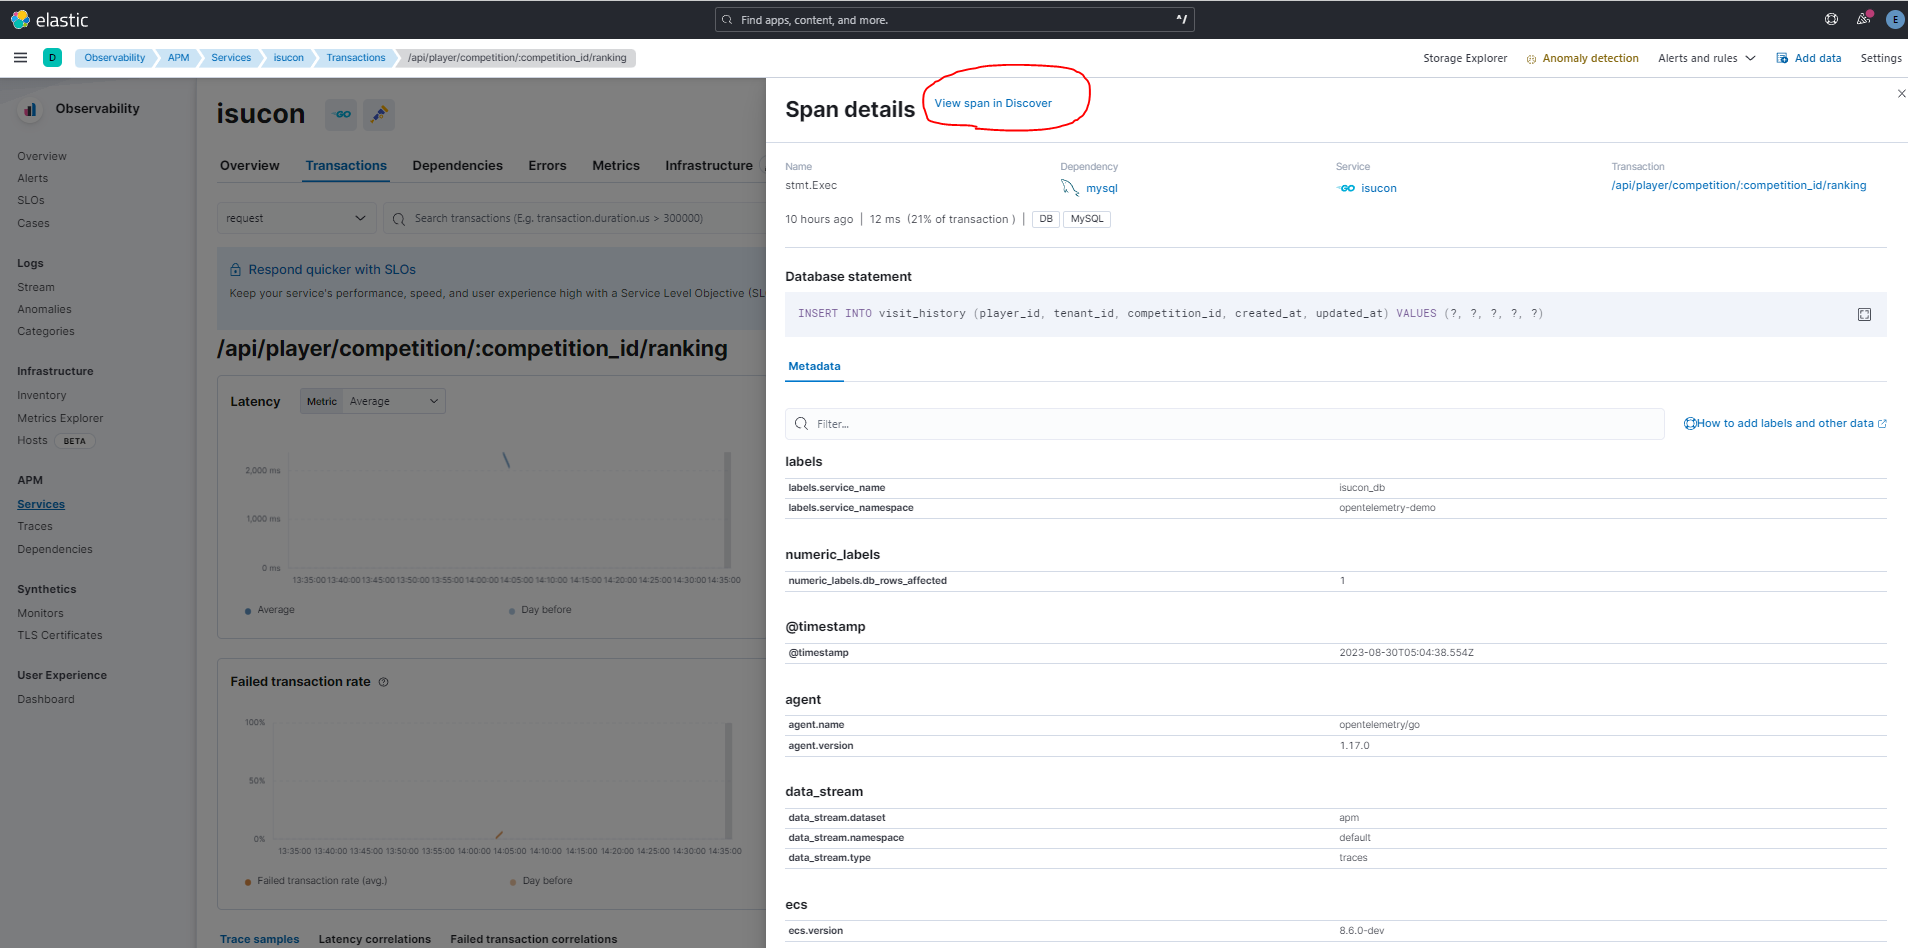 elastic
Find apps, content, and more.
^/
E
D
Observability
APM
Services
isucon
Transactions
/api/player/competition/:competition_id/ranking
Storage Explorer
Anomaly detection
Alerts and rules
Add data
Settings
Observability
Overview
Alerts
SLOs
Cases
Logs
Stream
Anomalies
Categories
Infrastructure
Inventory
Metrics Explorer
Hosts BETA
APM
Services
Traces
Dependencies
Synthetics
Monitors
TLS Certificates
User Experience
Dashboard
isucon
GO
Overview
Transactions
Dependencies
Errors
Metrics
Infrastructure
request
Search transactions (E.g. transaction.duration.us > 300000)
Respond quicker with SLOs
Keep your service's performance, speed, and user experience high with a Service Level Objective (SL
/api/player/competition/:competition_id/ranking
Latency
Metric Average
2,000 ms
1,000 ms
0 ms
13:35:00 13:40:00 13:45:00 13:50:00 13:55:00 14:00:00 14:05:00 14:10:00 14:15:00 14:20:00 14:25:00 14:30:00 14:35:00
Average
Day before
Failed transaction rate
100%
50%
0%
13:35:00 13:40:00 13:45:00 13:50:00 13:55:00 14:00:00 14:05:00 14:10:00 14:15:00 14:20:00 14:25:00 14:30:00 14:35:00
Failed transaction rate (avg.)
Day before
Trace samples
Latency correlations
Failed transaction correlations
Span details
View span in Discover
Name
stmt.Exec
Dependency
mysql
Service
GO isucon
Transaction
/api/player/competition/:competition_id/ranking
10 hours ago | 12 ms (21% of transaction ) | DB MySQL
Database statement
INSERT INTO visit_history (player_id, tenant_id, competition_id, created_at, updated_at) VALUES (?, ?, ?, ?, ?)
Metadata
Filter...
How to add labels and other data
labels
labels.service_name isucon_db
labels.service_namespace opentelemetry-demo
numeric_labels
numeric_labels.db_rows_affected 1
@timestamp
@timestamp 2023-08-30T05:04:38.554Z
agent
agent.name opentelemetry/go
agent.version 1.17.0
data_stream
data_stream.dataset apm
data_stream.namespace default
data_stream.type traces
ecs
ecs.version 8.6.0-dev